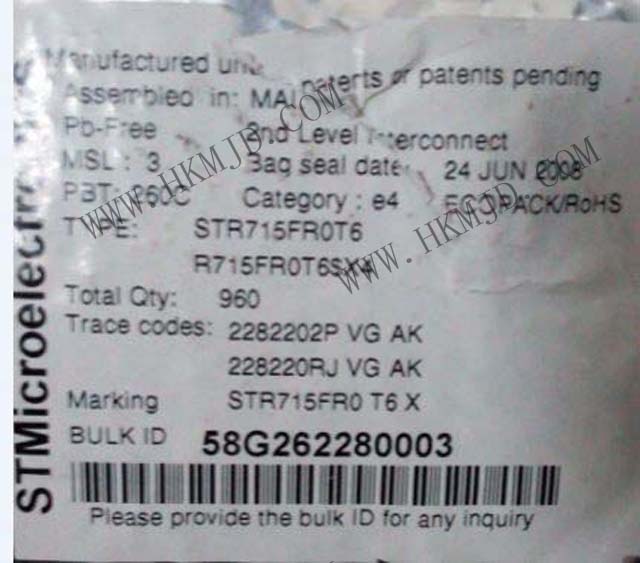 Manufactured under patents or patents pending
Assembled in:
Pb-Free 2nd Level Interconnect
MSL : 3 Bag seal date: 24 JUN 2008
PBT: 260C Category : e4 ECOPACK/RoHS
TYPE: STR715FR0T6
R715FR0T6SX4
Total Qty: 960
Trace codes: 2282202P VG AK
228220RJ VG AK
Marking STR715FR0 T6 X
BULK ID 58G262280003
Please provide the bulk ID for any inquiry
STMicroelectronics
WWW.HKMJD.COM
WWW.HKMJD.COM